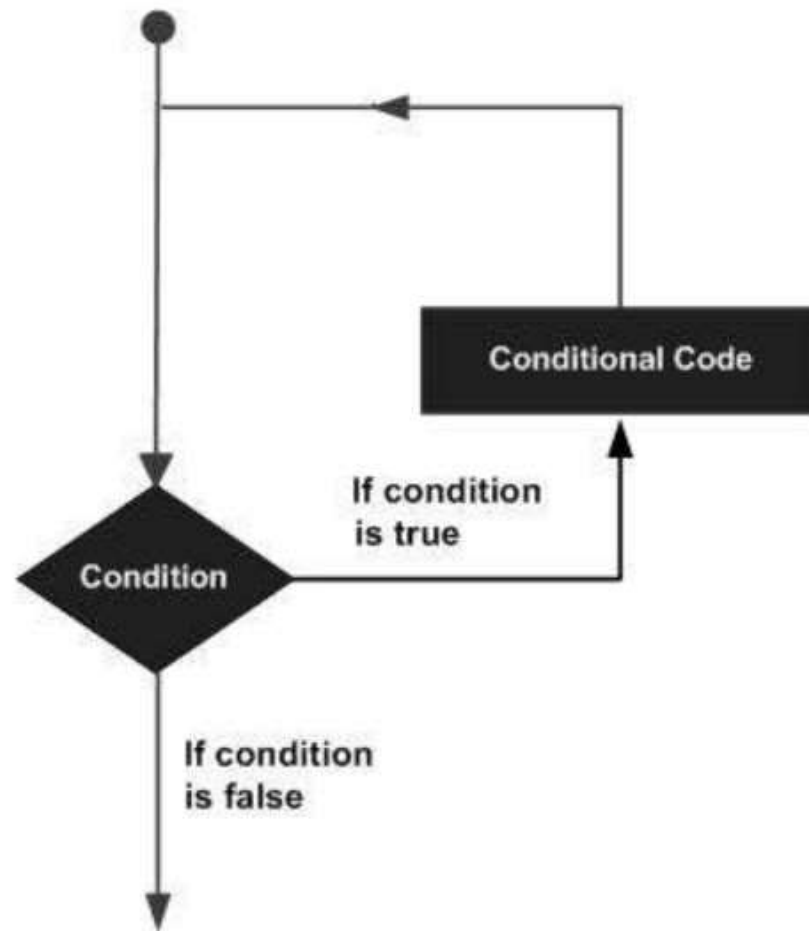 Conditional Code
If condition
is true
Condition
If condition
is false